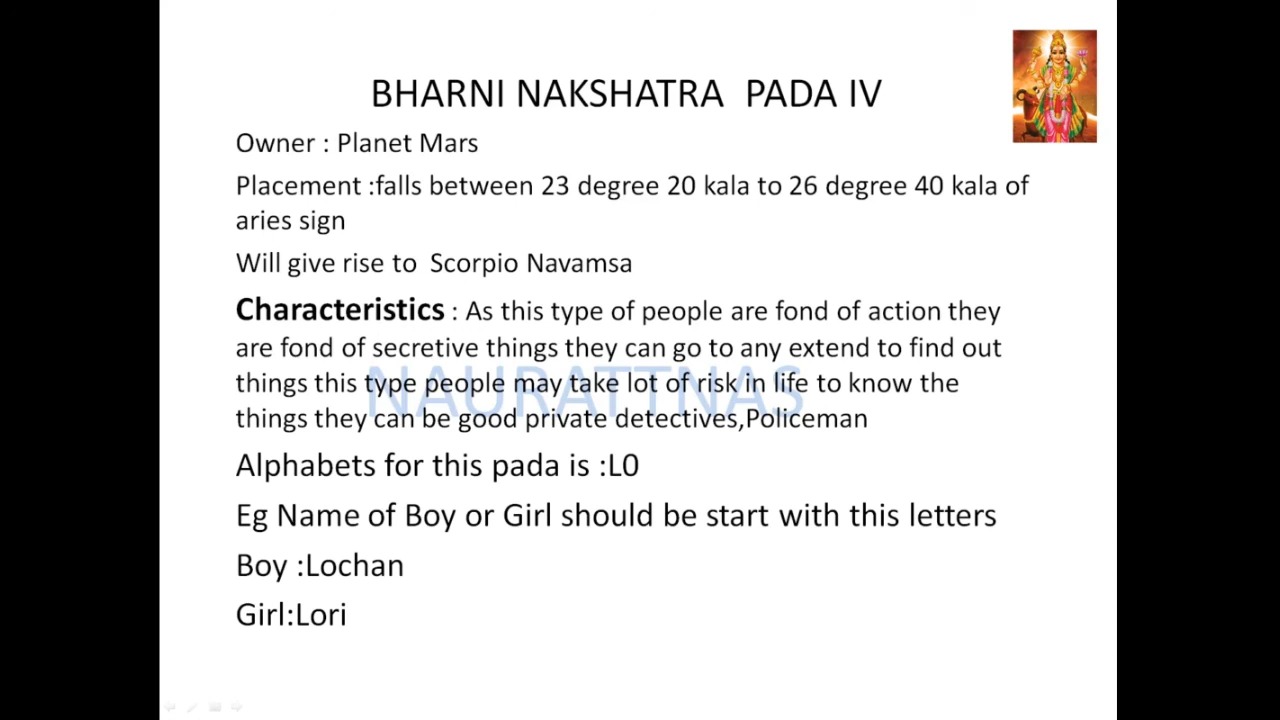 BHARNI NAKSHATRA PADA IV
Owner : Planet Mars
Placement :falls between 23 degree 20 kala to 26 degree 40 kala of
aries sign
Will give rise to Scorpio Navamsa
Characteristics : As this type of people are fond of action they
are fond of secretive things they can go to any extend to find out
things this type people may take lot of risk in life to know the
NAURATTNAS
things they can be good private detectives,Policeman
Alphabets for this pada is :L0
Eg Name of Boy or Girl should be start with this letters
Boy :Lochan
Girl:Lori